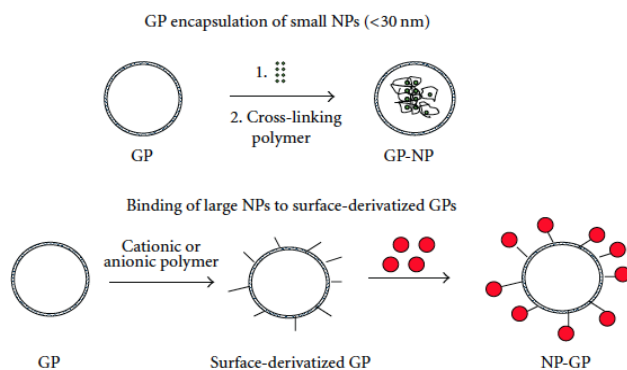 GP encapsulation of small NPs (<30 nm)
1.
2. Cross-linking
polymer
GP
GP-NP
Binding of large NPs to surface-derivatized GPs
Cationic or
anionic polymer
GP
Surface-derivatized GP
NP-GP